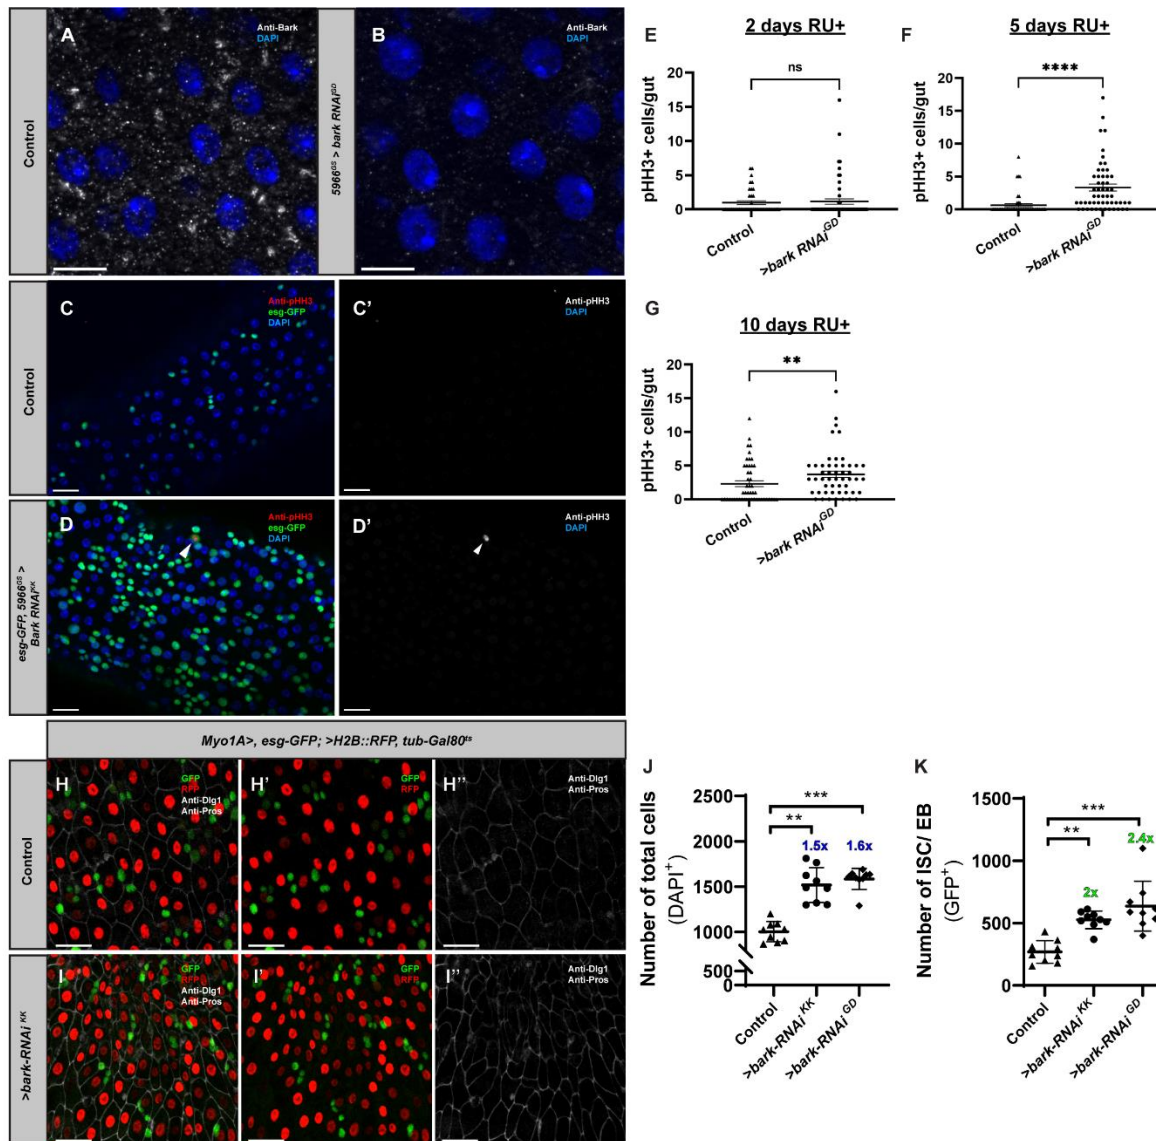 A
Anti-Bark
DAPI
Control
B
Anti-Bark
DAPI
5966ᴳˢ > bark RNAiᴳᴰ
C
Anti-pHH3
esg-GFP
DAPI
Control
C'
Anti-pHH3
DAPI
D
Anti-pHH3
esg-GFP
DAPI
esg-GFP, 5966ᴳˢ >
Bark RNAiᴷᴷ
D'
Anti-pHH3
DAPI
E
2 days RU+
ns
pHH3+ cells/gut
20
15
10
5
0
Control
>bark RNAiᴳᴰ
F
5 days RU+
****
pHH3+ cells/gut
20
15
10
5
0
Control
>bark RNAiᴳᴰ
G
10 days RU+
**
pHH3+ cells/gut
20
15
10
5
0
Control
>bark RNAiᴳᴰ
Myo1A>, esg-GFP; >H2B::RFP, tub-Gal80ᵗˢ
H
GFP
RFP
Anti-Dlg1
Anti-Pros
Control
H'
GFP
RFP
H''
Anti-Dlg1
Anti-Pros
I
GFP
RFP
Anti-Dlg1
Anti-Pros
>bark-RNAi ᴷᴷ
I'
GFP
RFP
I''
Anti-Dlg1
Anti-Pros
J
Number of total cells
(DAPI⁺)
2500
2000
1500
1000
500
0
***
**
1.5x
1.6x
Control
>bark-RNAi ᴷᴷ
>bark-RNAi ᴳᴰ
K
Number of ISC/ EB
(GFP⁺)
1500
1000
500
0
***
**
2x
2.4x
Control
>bark-RNAi ᴷᴷ
>bark-RNAi ᴳᴰ